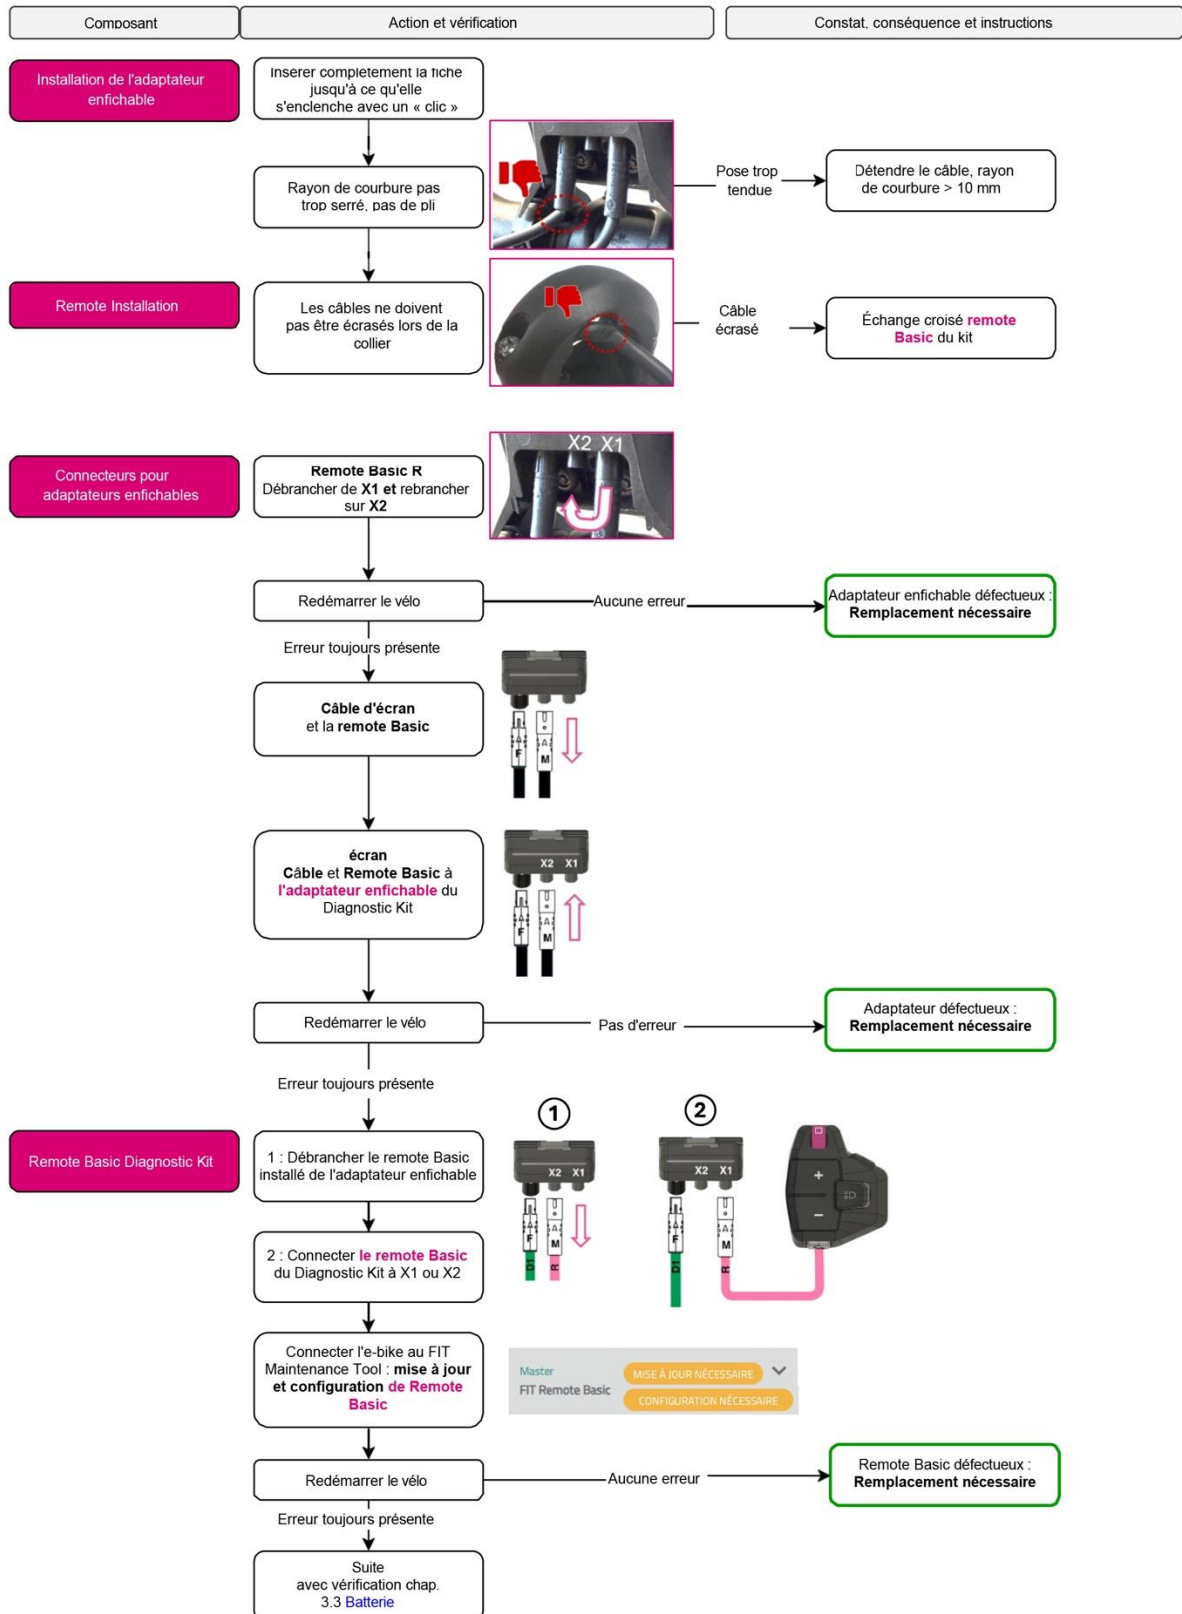 Composant
Action et vérification
Constat, conséquence et instructions
Installation de l'adaptateur
enfichable
Insérer complètement la fiche
jusqu'à ce qu'elle
s'enclenche avec un « clic »
Rayon de courbure pas
trop serré, pas de pli
Pose trop
tendue
Détendre le câble, rayon
de courbure > 10 mm
Remote Installation
Les câbles ne doivent
pas être écrasés lors de la
collier
Câble
écrasé
Échange croisé remote
Basic du kit
Connecteurs pour
adaptateurs enfichables
Remote Basic R
Débrancher de X1 et rebrancher
sur X2
X2 X1
Redémarrer le vélo
Aucune erreur
Adaptateur enfichable défectueux :
Remplacement nécessaire
Erreur toujours présente
Câble d'écran
et la remote Basic
F M
écran
Câble et Remote Basic à
l'adaptateur enfichable du
Diagnostic Kit
X2 X1
F M
Redémarrer le vélo
Pas d'erreur
Adaptateur défectueux :
Remplacement nécessaire
Erreur toujours présente
Remote Basic Diagnostic Kit
1 : Débrancher le remote Basic
installé de l'adaptateur enfichable
1
X2 X1
F M
D1 R
2
X2 X1
F M
D1 R
+
−
2 : Connecter le remote Basic
du Diagnostic Kit à X1 ou X2
Connecter l'e-bike au FIT
Maintenance Tool : mise à jour
et configuration de Remote
Basic
Master
FIT Remote Basic
MISE À JOUR NÉCESSAIRE
CONFIGURATION NÉCESSAIRE
Redémarrer le vélo
Aucune erreur
Remote Basic défectueux :
Remplacement nécessaire
Erreur toujours présente
Suite
avec vérification chap.
3.3 Batterie